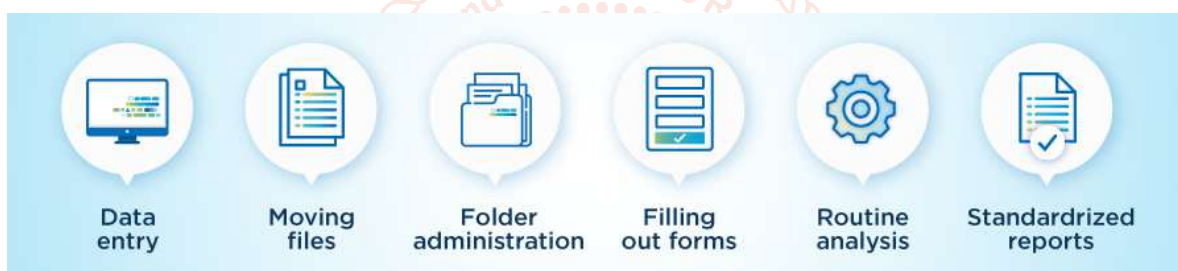 Data
entry
Moving
files
Folder
administration
Filling
out forms
Routine
analysis
Standardrized
reports